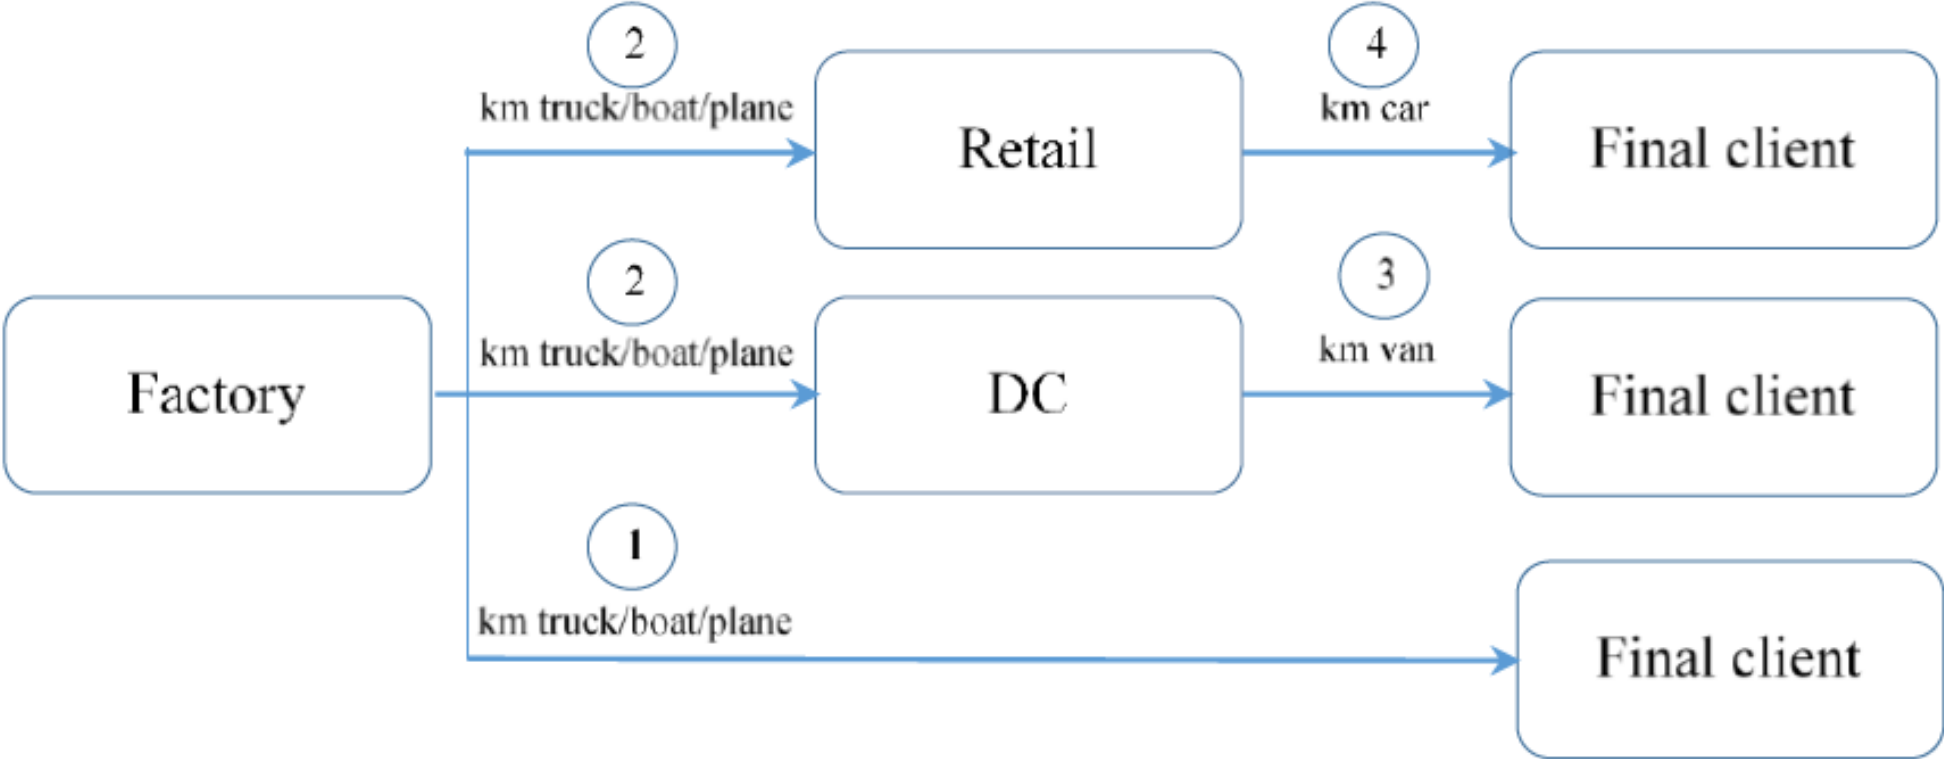 2
km truck/boat/plane
Retail
4
km car
Final client
2
km truck/boat/plane
Factory
DC
3
km van
Final client
1
km truck/boat/plane
Final client